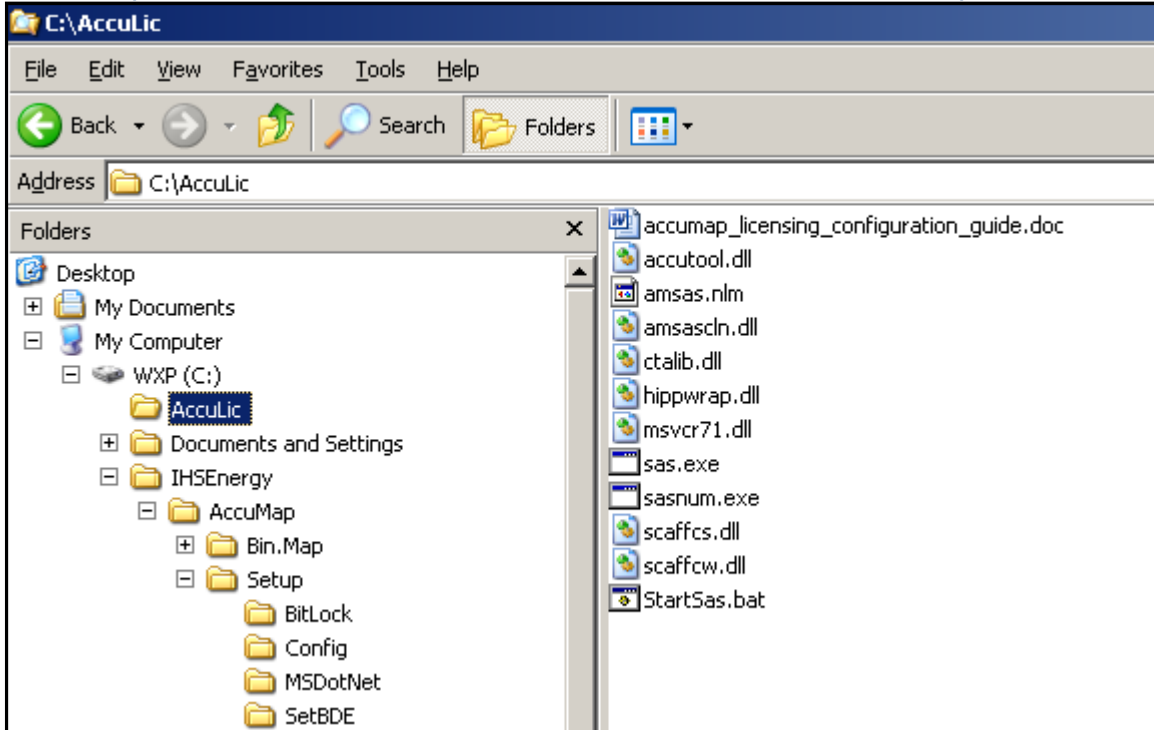 C:\AccuLic
File Edit View Favorites Tools Help
Back Search Folders
Address C:\AccuLic
Folders
Desktop
My Documents
My Computer
WXP (C:)
AccuLic
Documents and Settings
IHSEnergy
AccuMap
Bin.Map
Setup
BitLock
Config
MSDotNet
SetBDE
accumap_licensing_configuration_guide.doc
accutool.dll
amsas.nlm
amsascln.dll
ctalib.dll
hippwrap.dll
msvcr71.dll
sas.exe
sasnum.exe
scaffcs.dll
scaffcw.dll
StartSas.bat